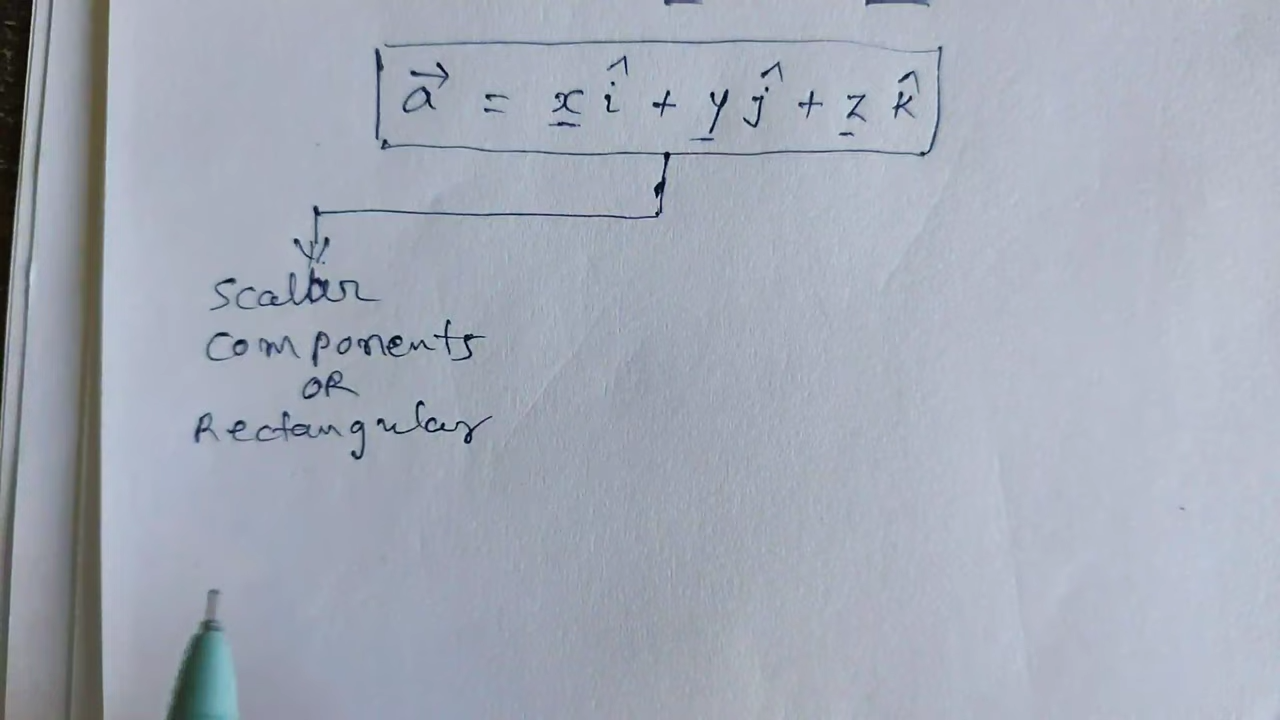 a⃗ = x î + y ĵ + z k̂
Scalar
components
OR
Rectangular